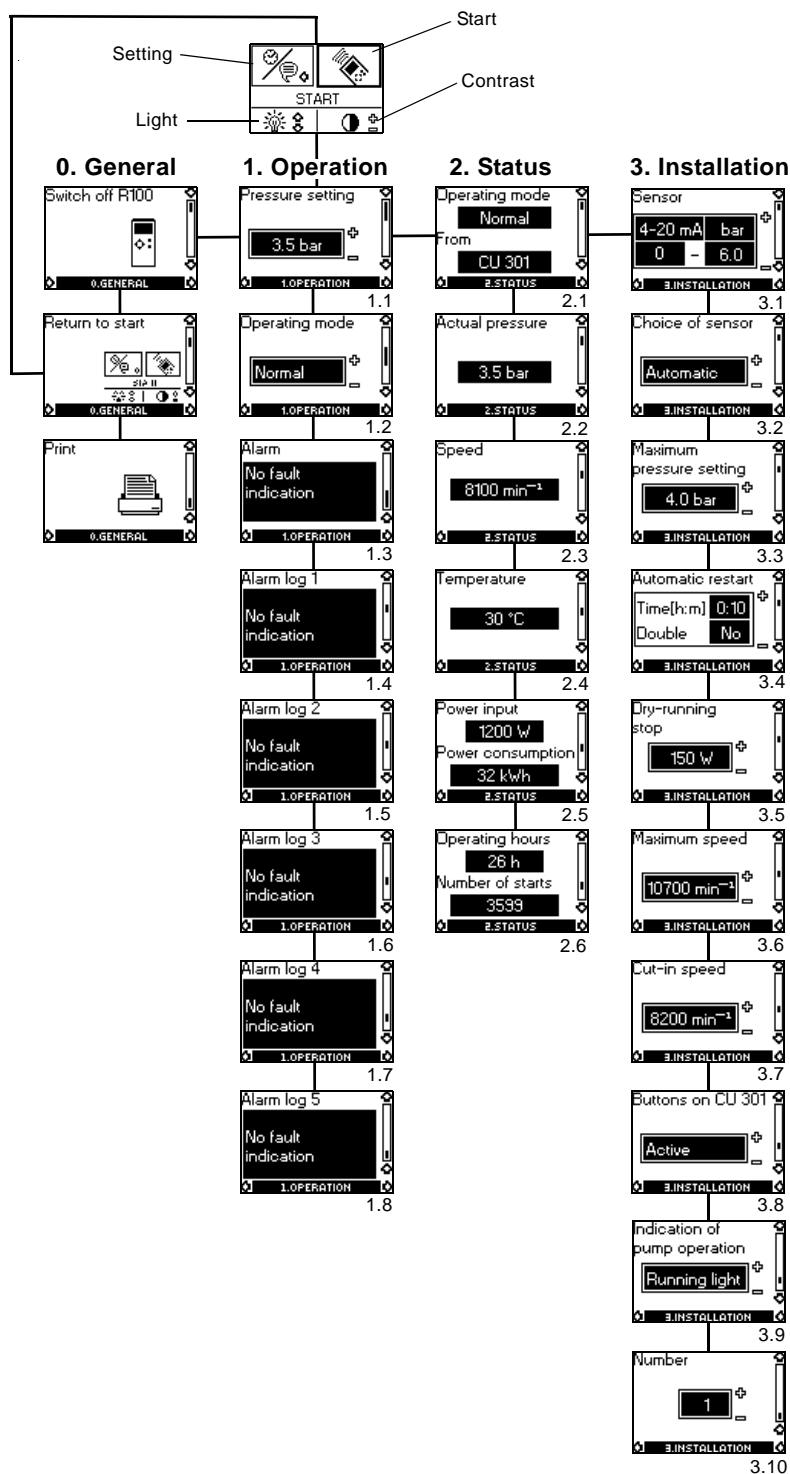 Start
Setting
Contrast
START
Light
0. General
1. Operation
2. Status
3. Installation
Switch off R100
0.GENERAL
Return to start
0.GENERAL
Print
0.GENERAL
Pressure setting
3.5 bar
1.OPERATION
1.1
Operating mode
Normal
1.OPERATION
1.2
Alarm
No fault
indication
1.OPERATION
1.3
Alarm log 1
No fault
indication
1.OPERATION
1.4
Alarm log 2
No fault
indication
1.OPERATION
1.5
Alarm log 3
No fault
indication
1.OPERATION
1.6
Alarm log 4
No fault
indication
1.OPERATION
1.7
Alarm log 5
No fault
indication
1.OPERATION
1.8
Operating mode
Normal
From
CU 301
2.STATUS
2.1
Actual pressure
3.5 bar
2.STATUS
2.2
Speed
8100 min⁻¹
2.STATUS
2.3
Temperature
30 °C
2.STATUS
2.4
Power input
1200 W
Power consumption
32 kWh
2.STATUS
2.5
Operating hours
26 h
Number of starts
3599
2.STATUS
2.6
Sensor
4-20 mA bar
0 - 6.0
3.INSTALLATION
3.1
Choice of sensor
Automatic
3.INSTALLATION
3.2
Maximum
pressure setting
4.0 bar
3.INSTALLATION
3.3
Automatic restart
Time[h:m] 0:10
Double No
3.INSTALLATION
3.4
Dry-running
stop
150 W
3.INSTALLATION
3.5
Maximum speed
10700 min⁻¹
3.INSTALLATION
3.6
Cut-in speed
8200 min⁻¹
3.INSTALLATION
3.7
Buttons on CU 301
Active
3.INSTALLATION
3.8
Indication of
pump operation
Running light
3.INSTALLATION
3.9
Number
1
3.INSTALLATION
3.10